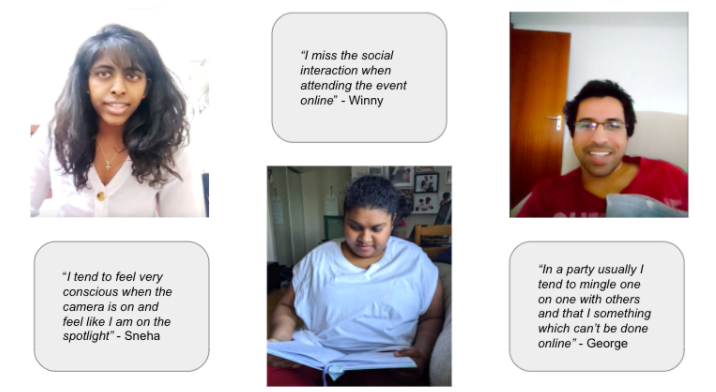 “I miss the social
interaction when
attending the event
online” - Winny
“I tend to feel very
conscious when the
camera is on and
feel like I am on the
spotlight” - Sneha
“In a party usually I
tend to mingle one
on one with others
and that I something
which can’t be done
online” - George